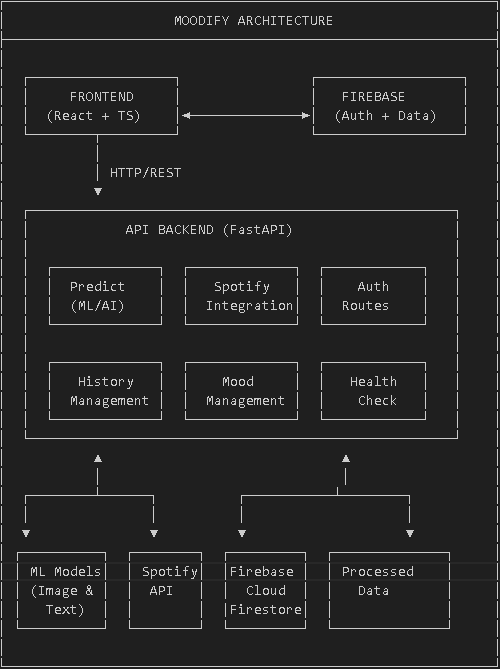 MOODIFY ARCHITECTURE
FRONTEND
(React + TS)
FIREBASE
(Auth + Data)
HTTP/REST
API BACKEND (FastAPI)
Predict
(ML/AI)
Spotify
Integration
Auth
Routes
History
Management
Mood
Management
Health
Check
ML Models
(Image &
Text)
Spotify
API
Firebase
Cloud
Firestore
Processed
Data